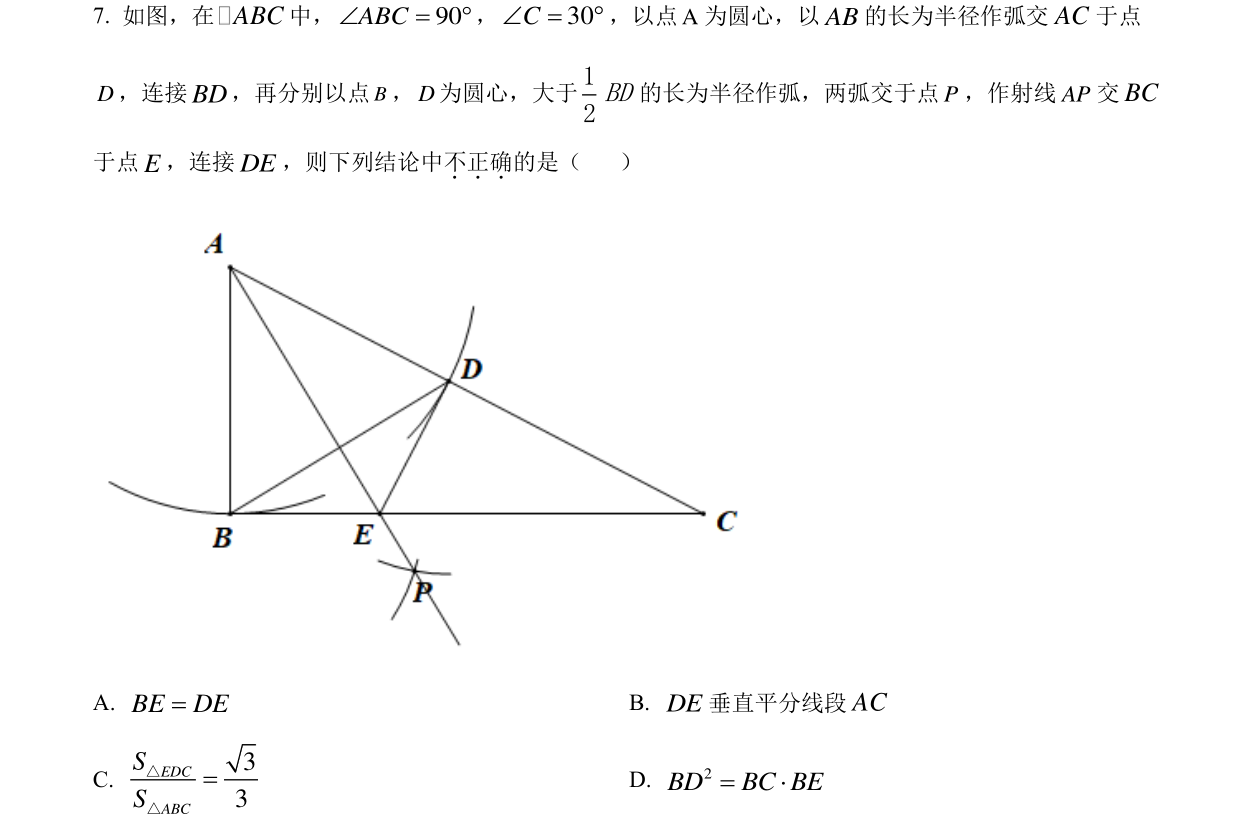 7. 如图，在□ABC 中，∠ABC = 90°，∠C = 30°，以点 A 为圆心，以 AB 的长为半径作弧交 AC 于点
D，连接 BD，再分别以点 B，D 为圆心，大于 1/2 BD 的长为半径作弧，两弧交于点 P，作射线 AP 交 BC
于点 E，连接 DE，则下列结论中不正确的是（    ）
A
D
B
E
C
P
A. BE = DE
B. DE 垂直平分线段 AC
C. S△EDC/S△ABC = √3/3
D. BD² = BC · BE